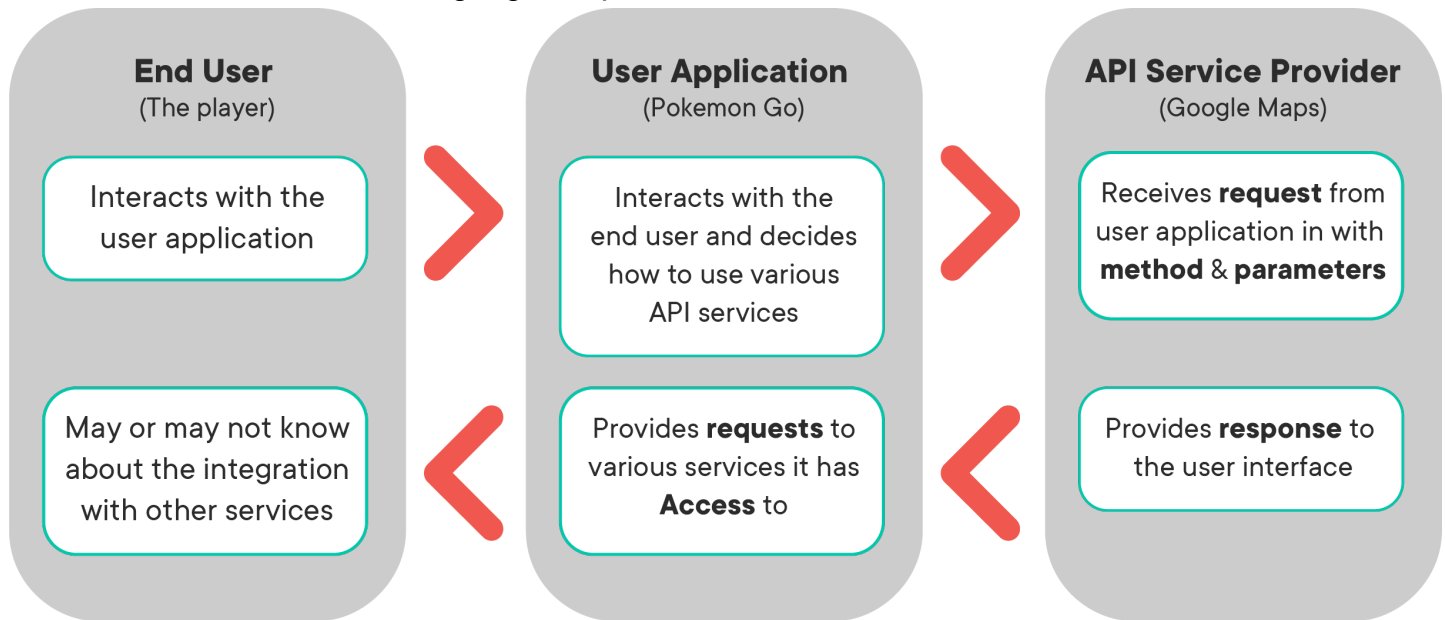 End User
(The player)
Interacts with the
user application
May or may not know
about the integration
with other services
User Application
(Pokemon Go)
Interacts with the
end user and decides
how to use various
API services
Provides requests to
various services it has
Access to
API Service Provider
(Google Maps)
Receives request from
user application in with
method & parameters
Provides response to
the user interface